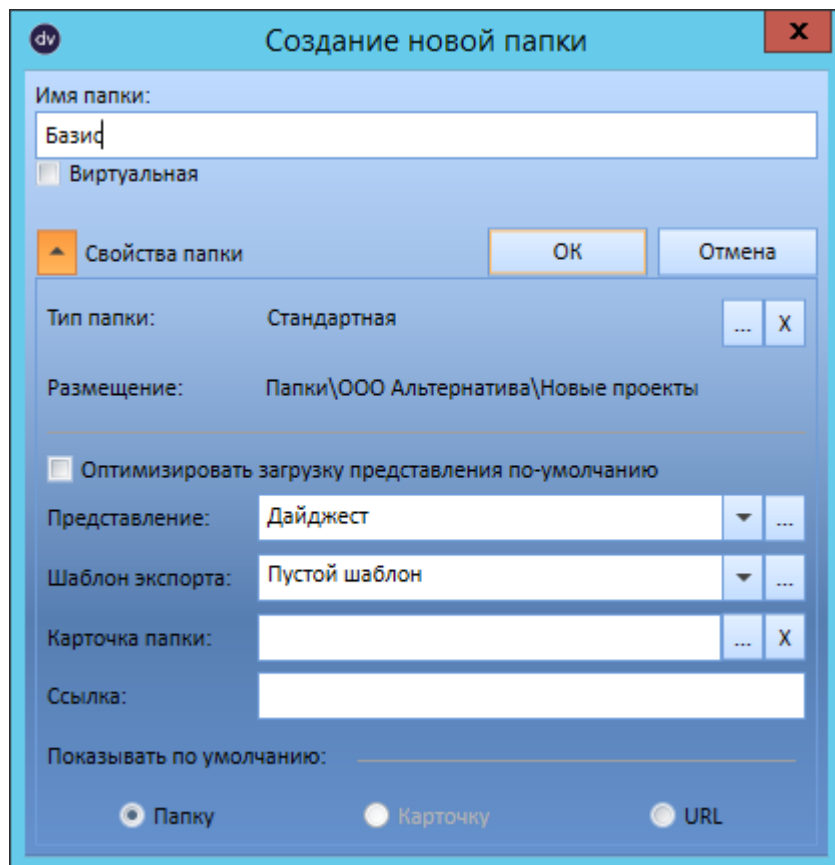 dv
Создание новой папки
x
Имя папки:
Базис
Виртуальная
Свойства папки
ОК
Отмена
Тип папки: Стандартная ... X
Размещение: Папки\ООО Альтернатива\Новые проекты
Оптимизировать загрузку представления по-умолчанию
Представление: Дайджест ...
Шаблон экспорта: Пустой шаблон ...
Карточка папки: ... X
Ссылка:
Показывать по умолчанию:
Папку Карточку URL